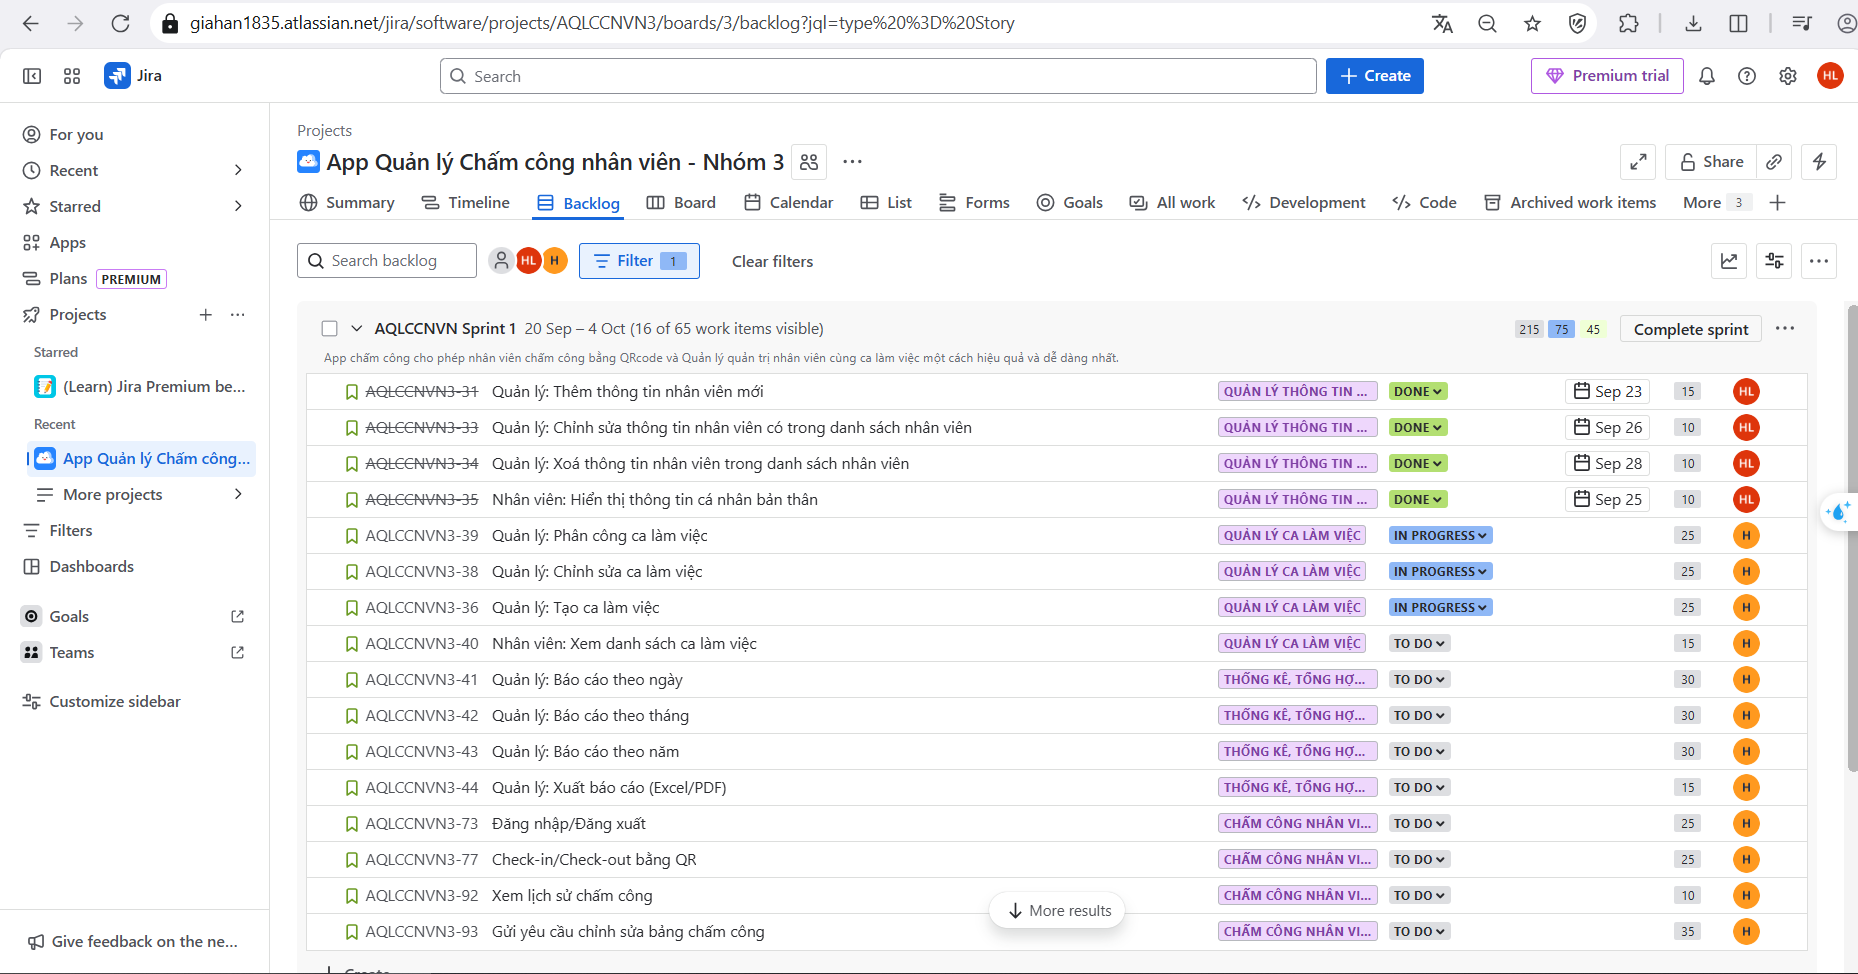 giahan1835.atlassian.net/jira/software/projects/AQLCCNVN3/boards/3/backlog?jql=type%20%3D%20Story
Jira
Search
Create
Premium trial
HL
For you
Recent
Starred
Apps
Plans PREMIUM
Projects
Starred
(Learn) Jira Premium be...
Recent
App Quản lý Chấm công...
More projects
Filters
Dashboards
Goals
Teams
Customize sidebar
Give feedback on the ne...
Projects
App Quản lý Chấm công nhân viên - Nhóm 3
Share
Summary Timeline Backlog Board Calendar List Forms Goals All work Development Code Archived work items More 3
Search backlog HL H Filter 1 Clear filters
AQLCCNVN Sprint 1 20 Sep – 4 Oct (16 of 65 work items visible) 215 75 45 Complete sprint
App chấm công cho phép nhân viên chấm công bằng QRcode và Quản lý quản trị nhân viên cùng ca làm việc một cách hiệu quả và dễ dàng nhất.
AQLCCNVN3-31 Quản lý: Thêm thông tin nhân viên mới QUẢN LÝ THÔNG TIN ... DONE Sep 23 15 HL
AQLCCNVN3-33 Quản lý: Chỉnh sửa thông tin nhân viên có trong danh sách nhân viên QUẢN LÝ THÔNG TIN ... DONE Sep 26 10 HL
AQLCCNVN3-34 Quản lý: Xoá thông tin nhân viên trong danh sách nhân viên QUẢN LÝ THÔNG TIN ... DONE Sep 28 10 HL
AQLCCNVN3-35 Nhân viên: Hiển thị thông tin cá nhân bản thân QUẢN LÝ THÔNG TIN ... DONE Sep 25 10 HL
AQLCCNVN3-39 Quản lý: Phân công ca làm việc QUẢN LÝ CA LÀM VIỆC IN PROGRESS 25 H
AQLCCNVN3-38 Quản lý: Chỉnh sửa ca làm việc QUẢN LÝ CA LÀM VIỆC IN PROGRESS 25 H
AQLCCNVN3-36 Quản lý: Tạo ca làm việc QUẢN LÝ CA LÀM VIỆC IN PROGRESS 25 H
AQLCCNVN3-40 Nhân viên: Xem danh sách ca làm việc QUẢN LÝ CA LÀM VIỆC TO DO 15 H
AQLCCNVN3-41 Quản lý: Báo cáo theo ngày THỐNG KÊ, TỔNG HỢ... TO DO 30 H
AQLCCNVN3-42 Quản lý: Báo cáo theo tháng THỐNG KÊ, TỔNG HỢ... TO DO 30 H
AQLCCNVN3-43 Quản lý: Báo cáo theo năm THỐNG KÊ, TỔNG HỢ... TO DO 30 H
AQLCCNVN3-44 Quản lý: Xuất báo cáo (Excel/PDF) THỐNG KÊ, TỔNG HỢ... TO DO 15 H
AQLCCNVN3-73 Đăng nhập/Đăng xuất CHẤM CÔNG NHÂN VI... TO DO 25 H
AQLCCNVN3-77 Check-in/Check-out bằng QR CHẤM CÔNG NHÂN VI... TO DO 25 H
AQLCCNVN3-92 Xem lịch sử chấm công CHẤM CÔNG NHÂN VI... TO DO 10 H
More results
AQLCCNVN3-93 Gửi yêu cầu chỉnh sửa bảng chấm công CHẤM CÔNG NHÂN VI... TO DO 35 H
Create